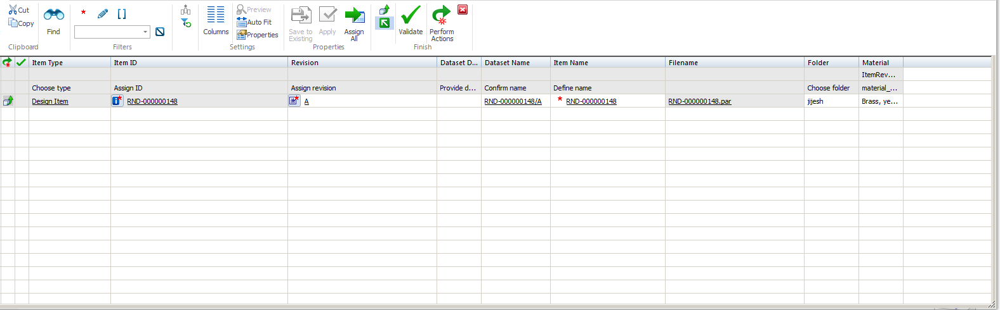 Cut
Copy
Clipboard
Find
Filters
Columns
Preview
Auto Fit
Properties
Settings
Save to Existing
Apply
Assign All
Properties
Validate
Perform Actions
Finish
Item Type Item ID Revision Dataset D... Dataset Name Item Name Filename Folder Material
ItemRev...
Choose type Assign ID Assign revision Provide d... Confirm name Define name Choose folder material_...
Design Item RND-000000148 A RND-000000148/A * RND-000000148 RND-000000148.par jijesh Brass, ye...